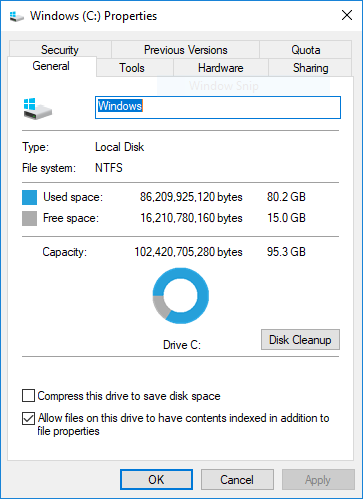 Windows (C:) Properties
Security Previous Versions Quota
General Tools Hardware Sharing
Window Snip
Windows
Type: Local Disk
File system: NTFS
Used space: 86,209,925,120 bytes 80.2 GB
Free space: 16,210,780,160 bytes 15.0 GB
Capacity: 102,420,705,280 bytes 95.3 GB
Drive C:
Disk Cleanup
Compress this drive to save disk space
Allow files on this drive to have contents indexed in addition to
file properties
OK Cancel Apply